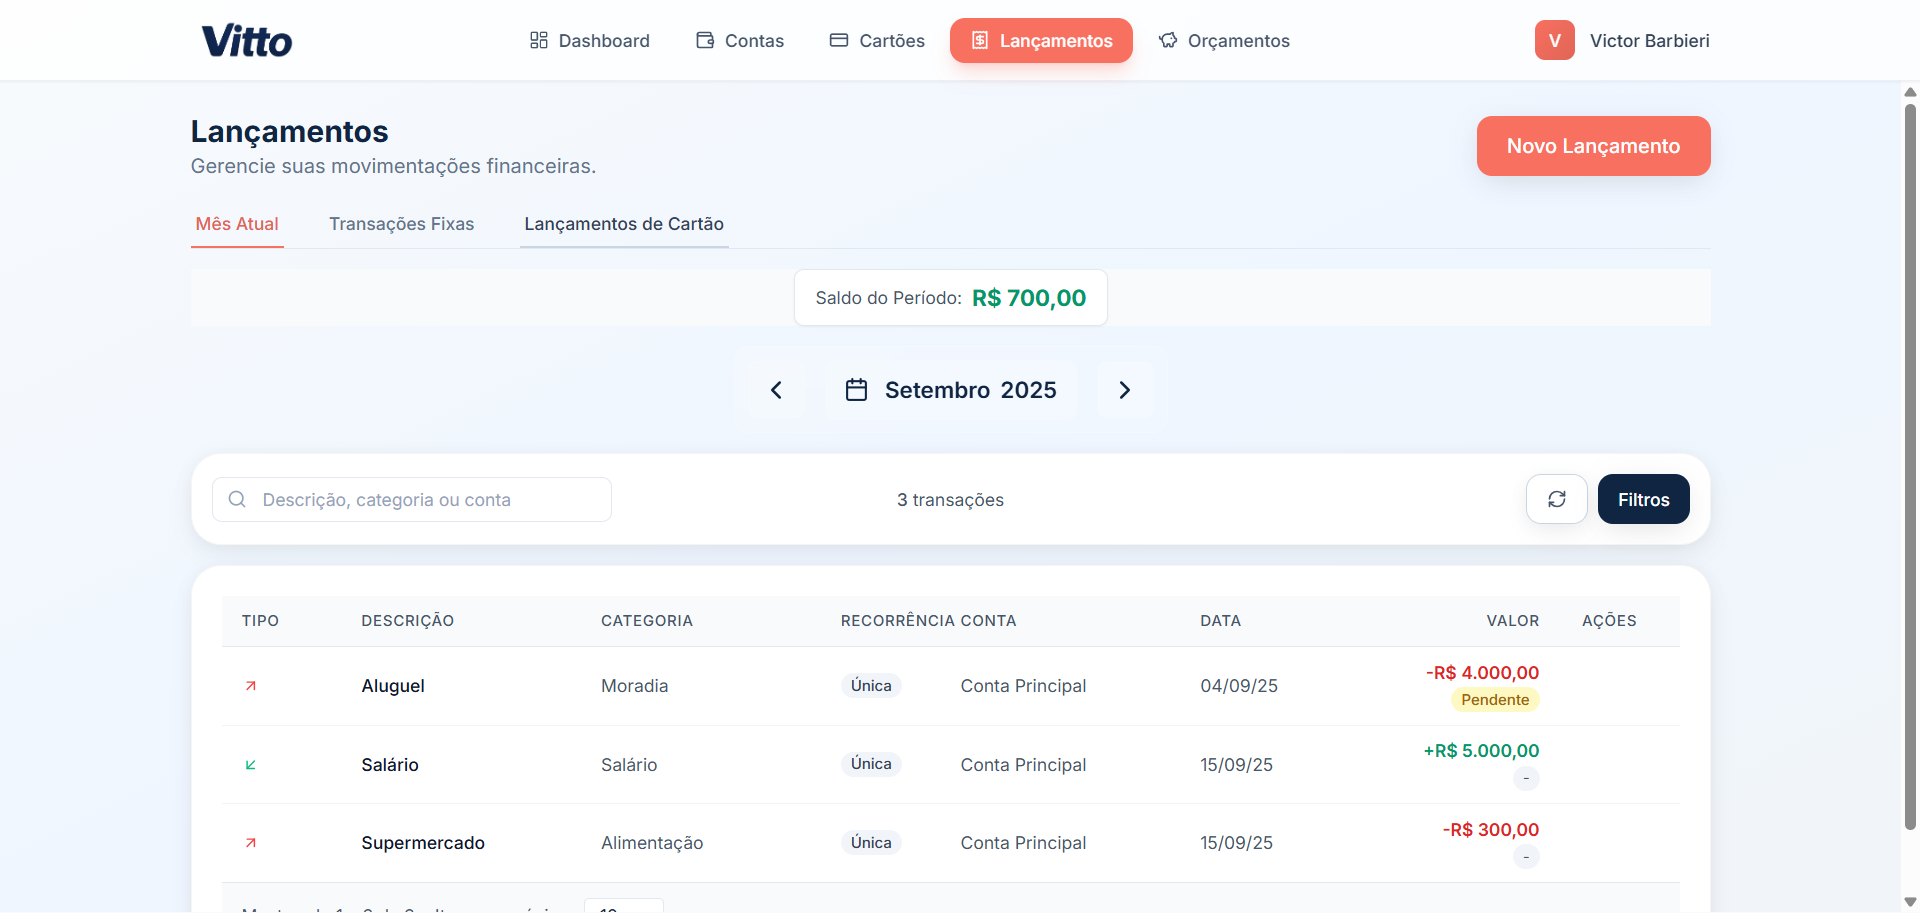 Vitto
Dashboard
Contas
Cartões
Lançamentos
Orçamentos
V
Victor Barbieri
Lançamentos
Gerencie suas movimentações financeiras.
Novo Lançamento
Mês Atual
Transações Fixas
Lançamentos de Cartão
Saldo do Período: R$ 700,00
Setembro 2025
Descrição, categoria ou conta
3 transações
Filtros
TIPO DESCRIÇÃO CATEGORIA RECORRÊNCIA CONTA DATA VALOR AÇÕES
Aluguel Moradia Única Conta Principal 04/09/25 -R$ 4.000,00
Pendente
Salário Salário Única Conta Principal 15/09/25 +R$ 5.000,00
-
Supermercado Alimentação Única Conta Principal 15/09/25 -R$ 300,00
-